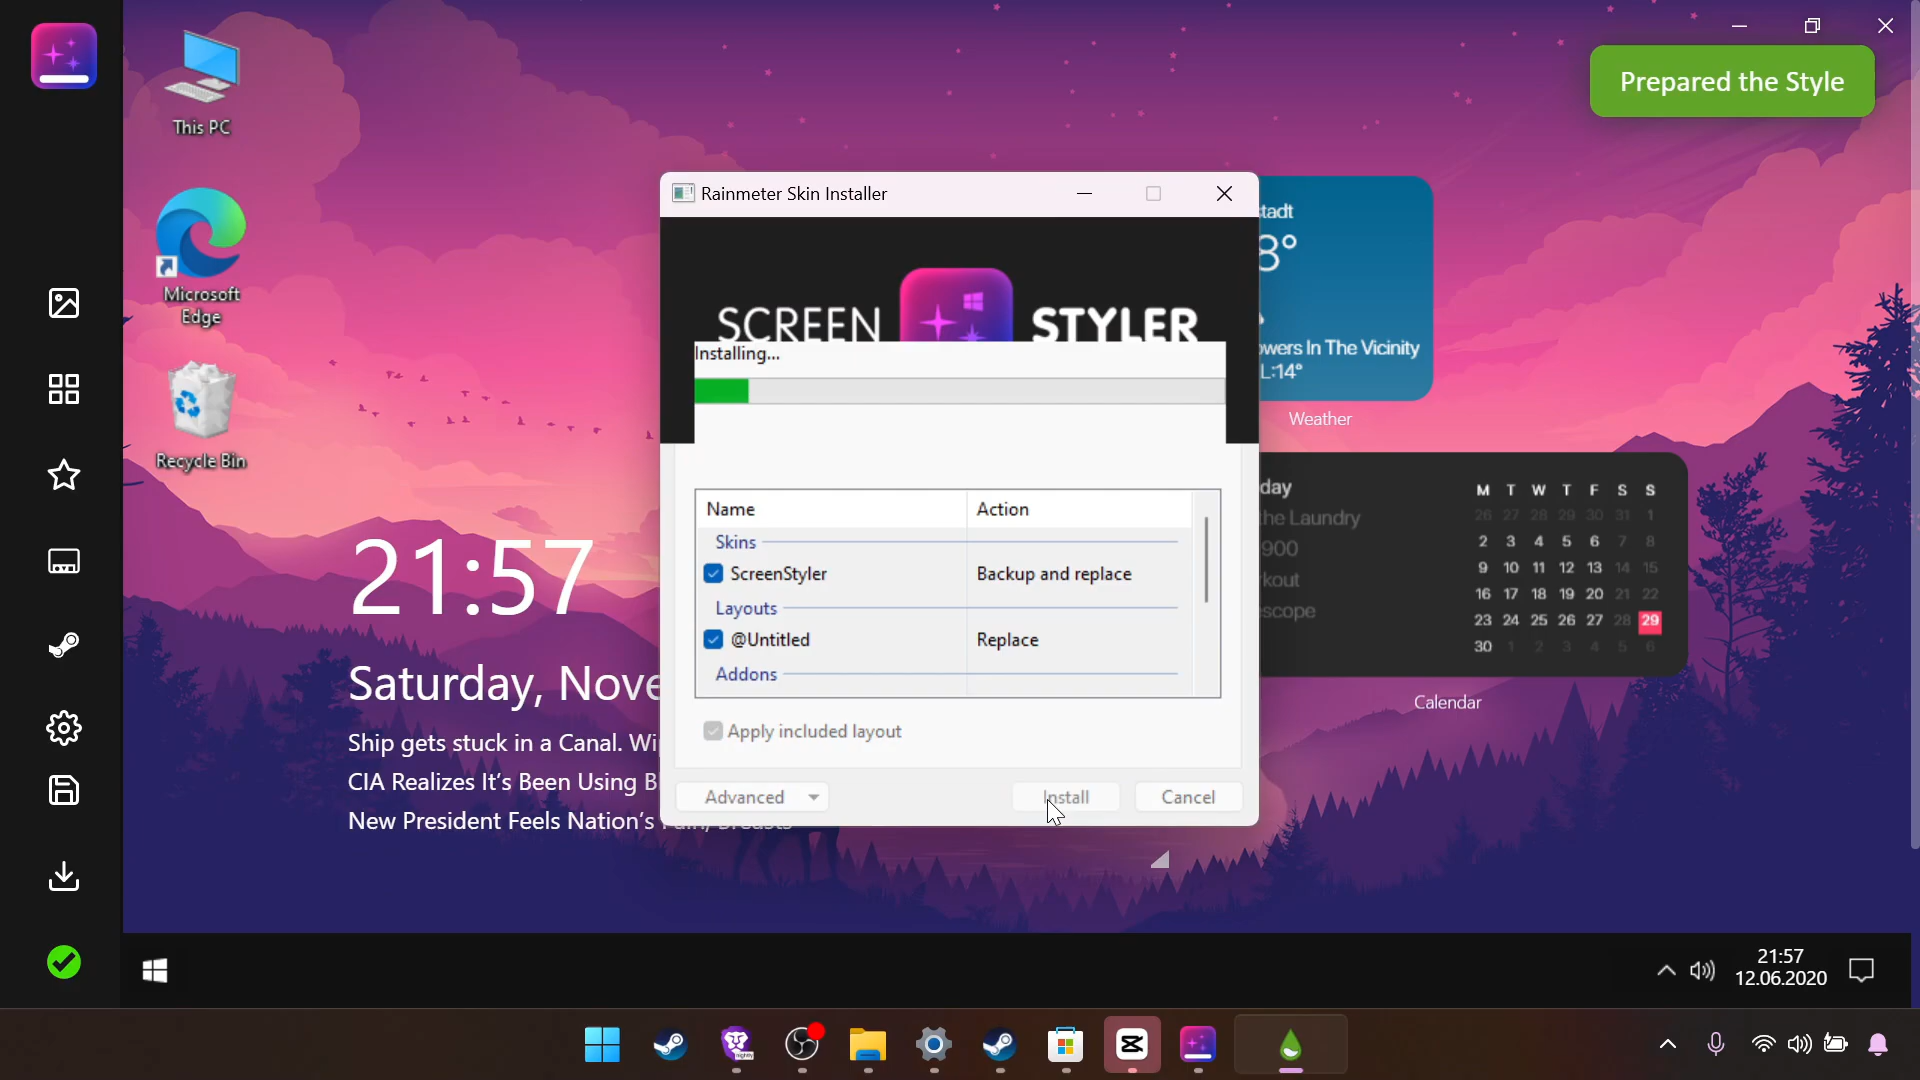 This PC
Microsoft
Edge
Recycle Bin
Prepared the Style
Rainmeter Skin Installer
SCREEN STYLER
Installing...
Name Action
Skins
ScreenStyler Backup and replace
Layouts
@Untitled Replace
Addons
Apply included layout
Advanced Install Cancel
21:57
Saturday, Nove
Ship gets stuck in a Canal.
CIA Realizes It's Been Using
New President Feels Nation's
tadt
8°
owers In The Vicinity
L:14°
Weather
day
the Laundry
900
kout
escope
M T W T F S S
26 27 28 29 30 31 1
2 3 4 5 6 7 8
9 10 11 12 13 14 15
16 17 18 19 20 21 22
23 24 25 26 27 28 29
30 1 2 3 4 5 6
Calendar
21:57
12.06.2020
nightly